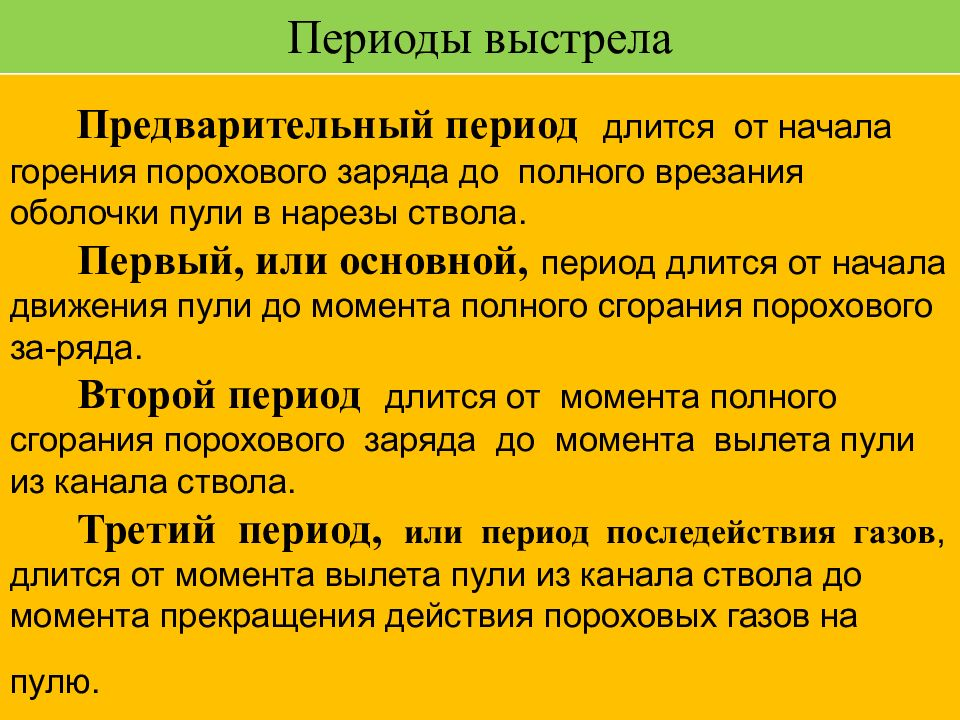 Периоды выстрела
Предварительный период длится от начала
горения порохового заряда до полного врезания
оболочки пули в нарезы ствола.
Первый, или основной, период длится от начала
движения пули до момента полного сгорания порохового
за-ряда.
Второй период длится от момента полного
сгорания порохового заряда до момента вылета пули
из канала ствола.
Третий период, или период последействия газов,
длится от момента вылета пули из канала ствола до
момента прекращения действия пороховых газов на
пулю.